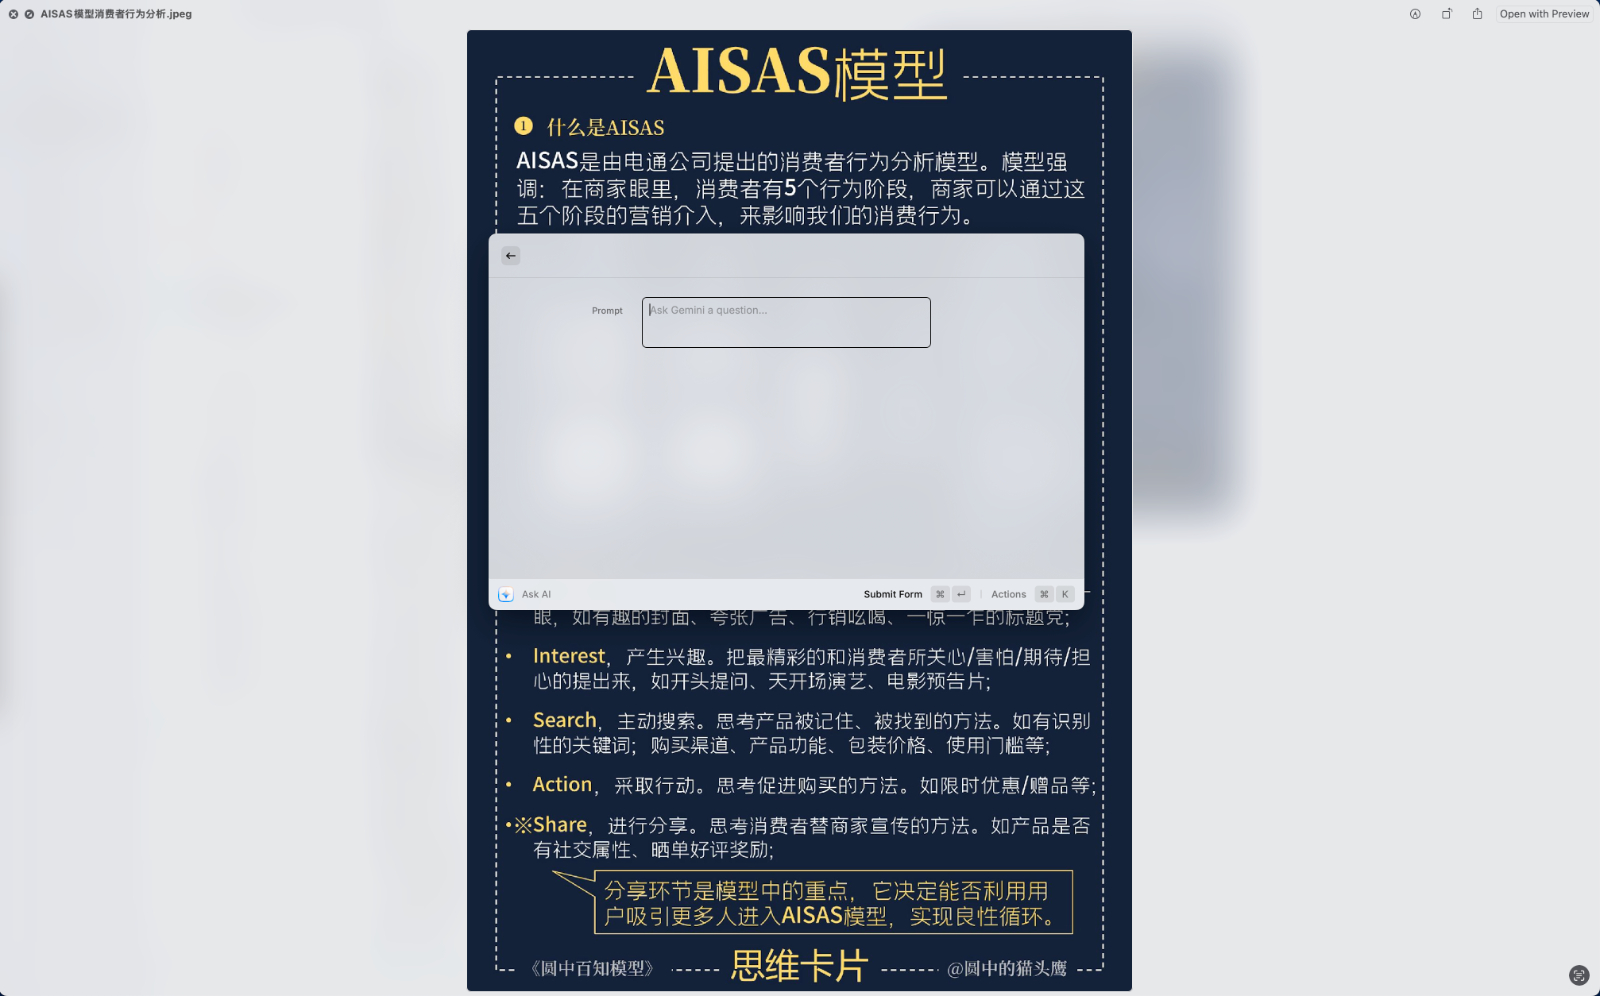 AISAS模型消费者行为分析.jpeg
Open with Preview
AISAS模型
1 什么是AISAS
AISAS是由电通公司提出的消费者行为分析模型。模型强
调：在商家眼里，消费者有5个行为阶段，商家可以通过这
五个阶段的营销介入，来影响我们的消费行为。
Prompt
Ask Gemini a question...
Ask AI
Submit Form ⌘ ↵ | Actions ⌘ K
眼，如有趣的封面、夸张广告、行销吆喝、一惊一乍的标题党；
• Interest，产生兴趣。把最精彩的和消费者所关心/害怕/期待/担
心的提出来，如开头提问、天开场演艺、电影预告片；
• Search，主动搜索。思考产品被记住、被找到的方法。如有识别
性的关键词；购买渠道、产品功能、包装价格、使用门槛等；
• Action，采取行动。思考促进购买的方法。如限时优惠/赠品等；
•※Share，进行分享。思考消费者替商家宣传的方法。如产品是否
有社交属性、晒单好评奖励；
分享环节是模型中的重点，它决定能否利用用
户吸引更多人进入AISAS模型，实现良性循环。
《圆中百知模型》 思维卡片 @圆中的猫头鹰